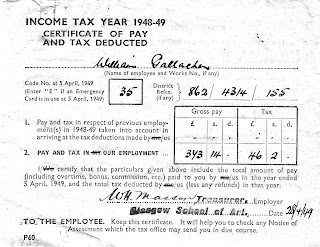 INCOME TAX YEAR 1948-49
CERTIFICATE OF PAY
AND TAX DEDUCTED
William Gallacher
(Name of employee and Works No., if any)
Code No. at 5 April, 1949
(Enter "E" if an Emergency
Card is in use at 5 April, 1949)
35
District
Refce.
(if any)
862/4314/155
Gross pay
Tax
£ s. d. £ s. d.
1. Pay and tax in respect of previous employ-
ment(s) in 1948-49 taken into account in
arriving at the tax deductions made by me/us
2. PAY AND TAX IN MY/OUR EMPLOYMENT ...
343 14 - 46 2 -
I/We certify that the particulars given above include the total amount of pay
(including overtime, bonus, commission, etc.) paid to you by me/us in the year ended
5 April, 1949, and the total tax deducted by me/us (less any refunds) in that year.
Treasurer.
Glasgow School of Art. Date 28/4/49
TO THE EMPLOYEE. Keep this certificate. It will help you to check any Notice of
Assessment which the tax office may send you in due course.
P60